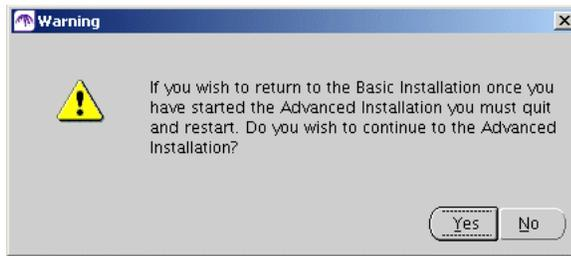 Warning
If you wish to return to the Basic Installation once you
have started the Advanced Installation you must quit
and restart. Do you wish to continue to the Advanced
Installation?
Yes No